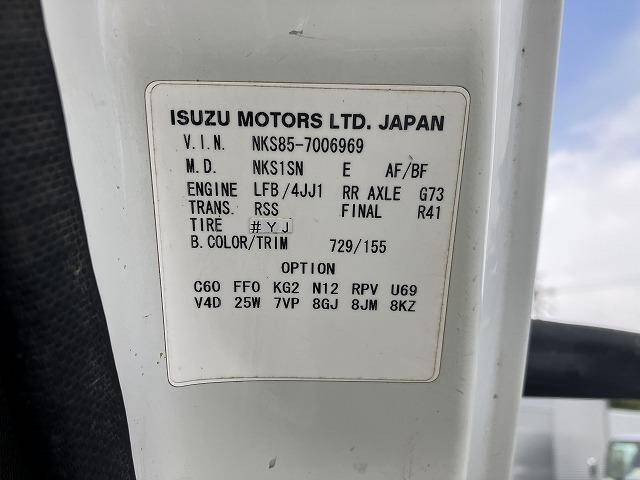 ISUZU MOTORS LTD. JAPAN
V.I.N. NKS85-7006969
M.D. NKS1SN E AF/BF
ENGINE LFB/4JJ1 RR AXLE G73
TRANS. RSS FINAL R41
TIRE #YJ
B.COLOR/TRIM 729/155
OPTION
C60 FF0 KG2 N12 RPV U69
V4D 25W 7VP 8GJ 8JM 8KZ